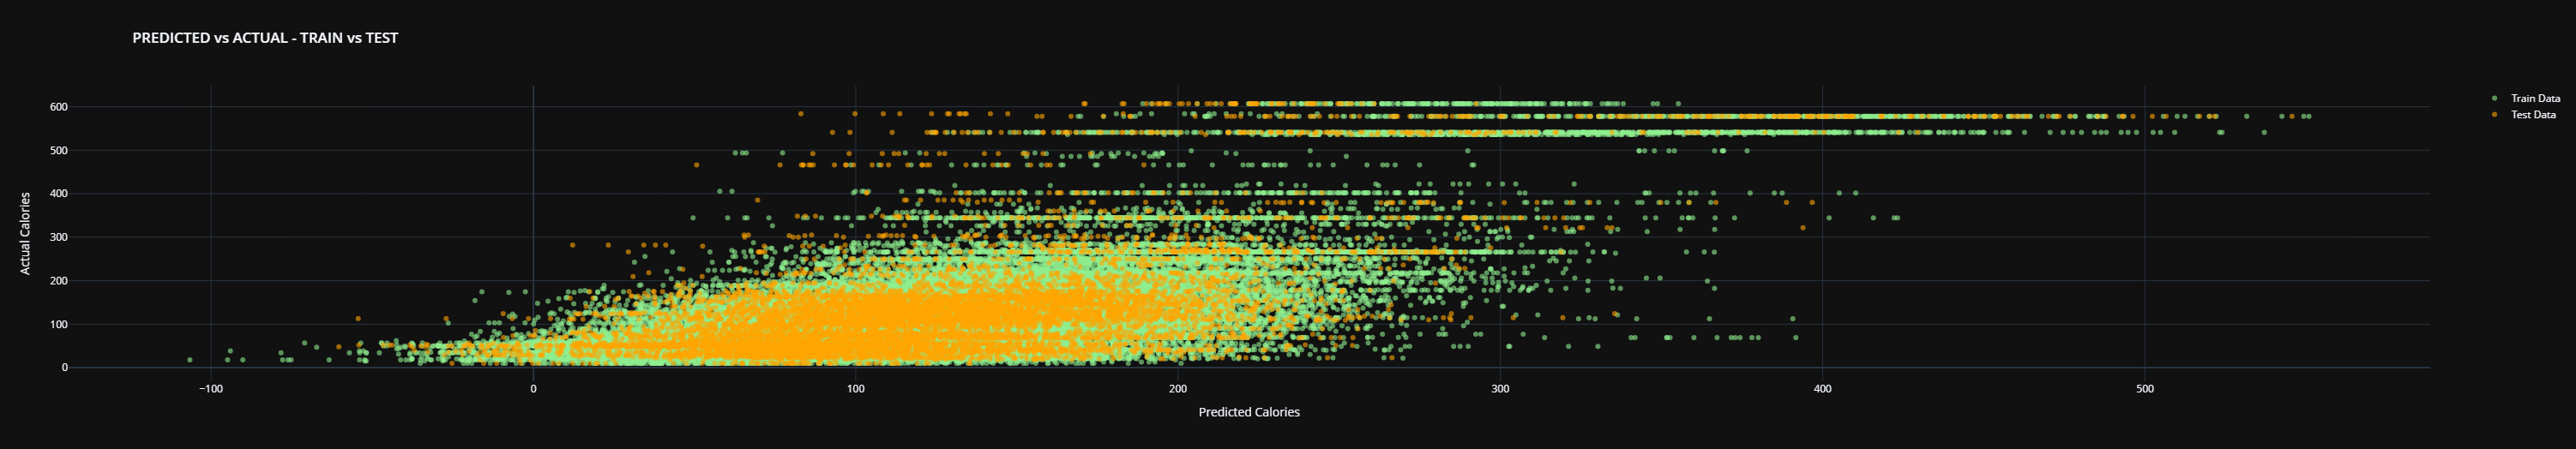 PREDICTED vs ACTUAL - TRAIN vs TEST
Train Data
Test Data
600
500
400
300
200
100
0
Actual Calories
−100 0 100 200 300 400 500
Predicted Calories